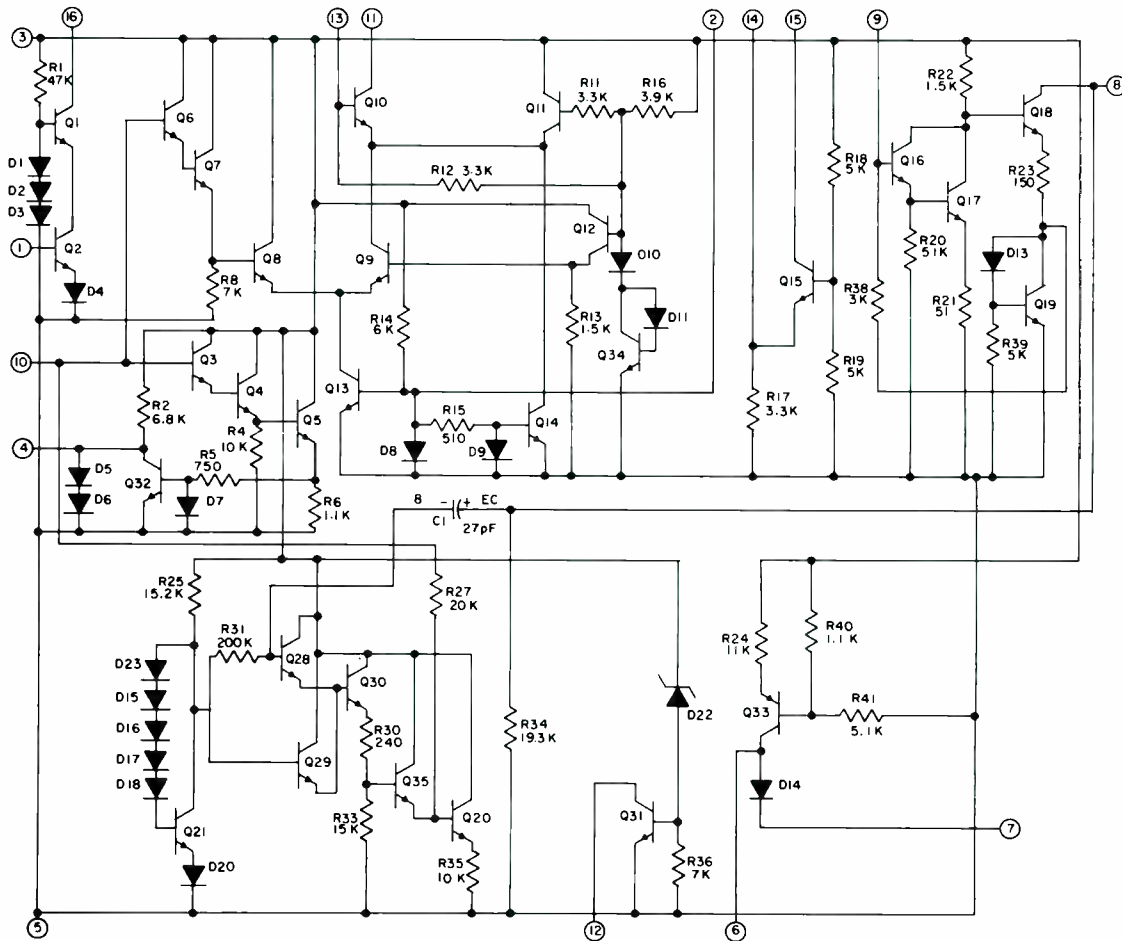 16
13
11
2
14
15
9
3
8
R1
47K
Q1
Q6
Q10
Q11
R11
3.3K
R16
3.9K
R22
1.5K
Q18
D1
D2
D3
Q7
R12 3.3K
R18
5K
Q16
R23
150
Q17
1
Q2
D4
R8
7K
Q8
Q9
Q12
D10
R20
51K
D13
Q15
R38
3K
R21
51
Q19
R14
6K
R13
1.5K
D11
Q34
R39
5K
10
Q3
Q4
Q13
R19
5K
R2
6.8K
R4
10K
Q5
R15
510
Q14
R17
3.3K
4
D5
D6
R5
750
Q32
D7
D8
D9
R6
1.1K
8 - + EC
C1 27pF
R25
15.2K
R27
20K
R31
200K
Q28
R24
11K
R40
1.1K
D23
D15
D16
D17
D18
Q30
R30
240
R34
19.3K
D22
Q33
R41
5.1K
Q29
Q35
D14
Q21
R33
15K
Q20
Q31
7
D20
R35
10K
R36
7K
5
12
6